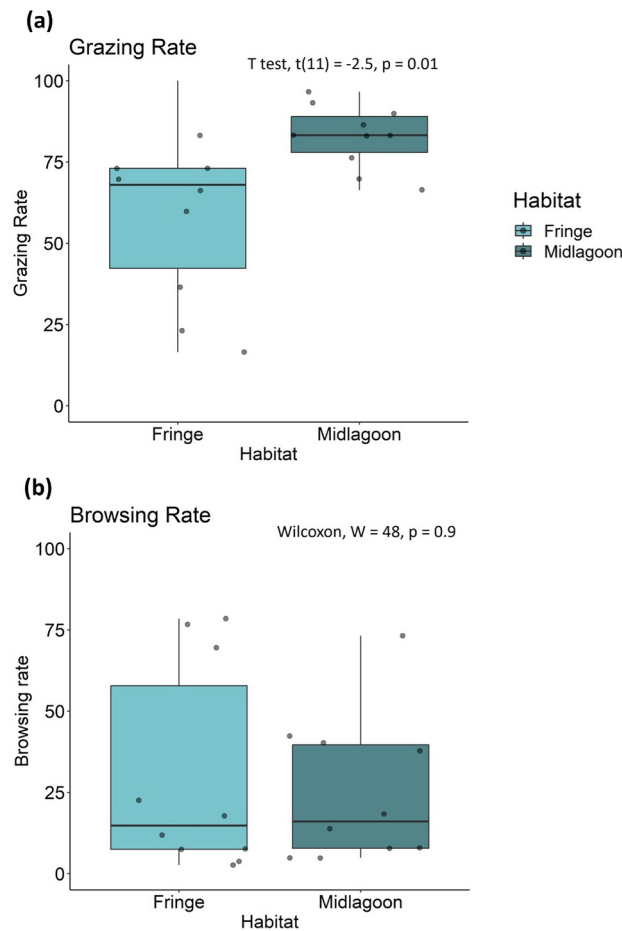 (a)
Grazing Rate
T test, t(11) = -2.5, p = 0.01
100
75
50
25
0
Grazing Rate
Fringe Midlagoon
Habitat
Habitat
Fringe
Midlagoon
(b)
Browsing Rate
Wilcoxon, W = 48, p = 0.9
100
75
50
25
0
Browsing rate
Fringe Midlagoon
Habitat